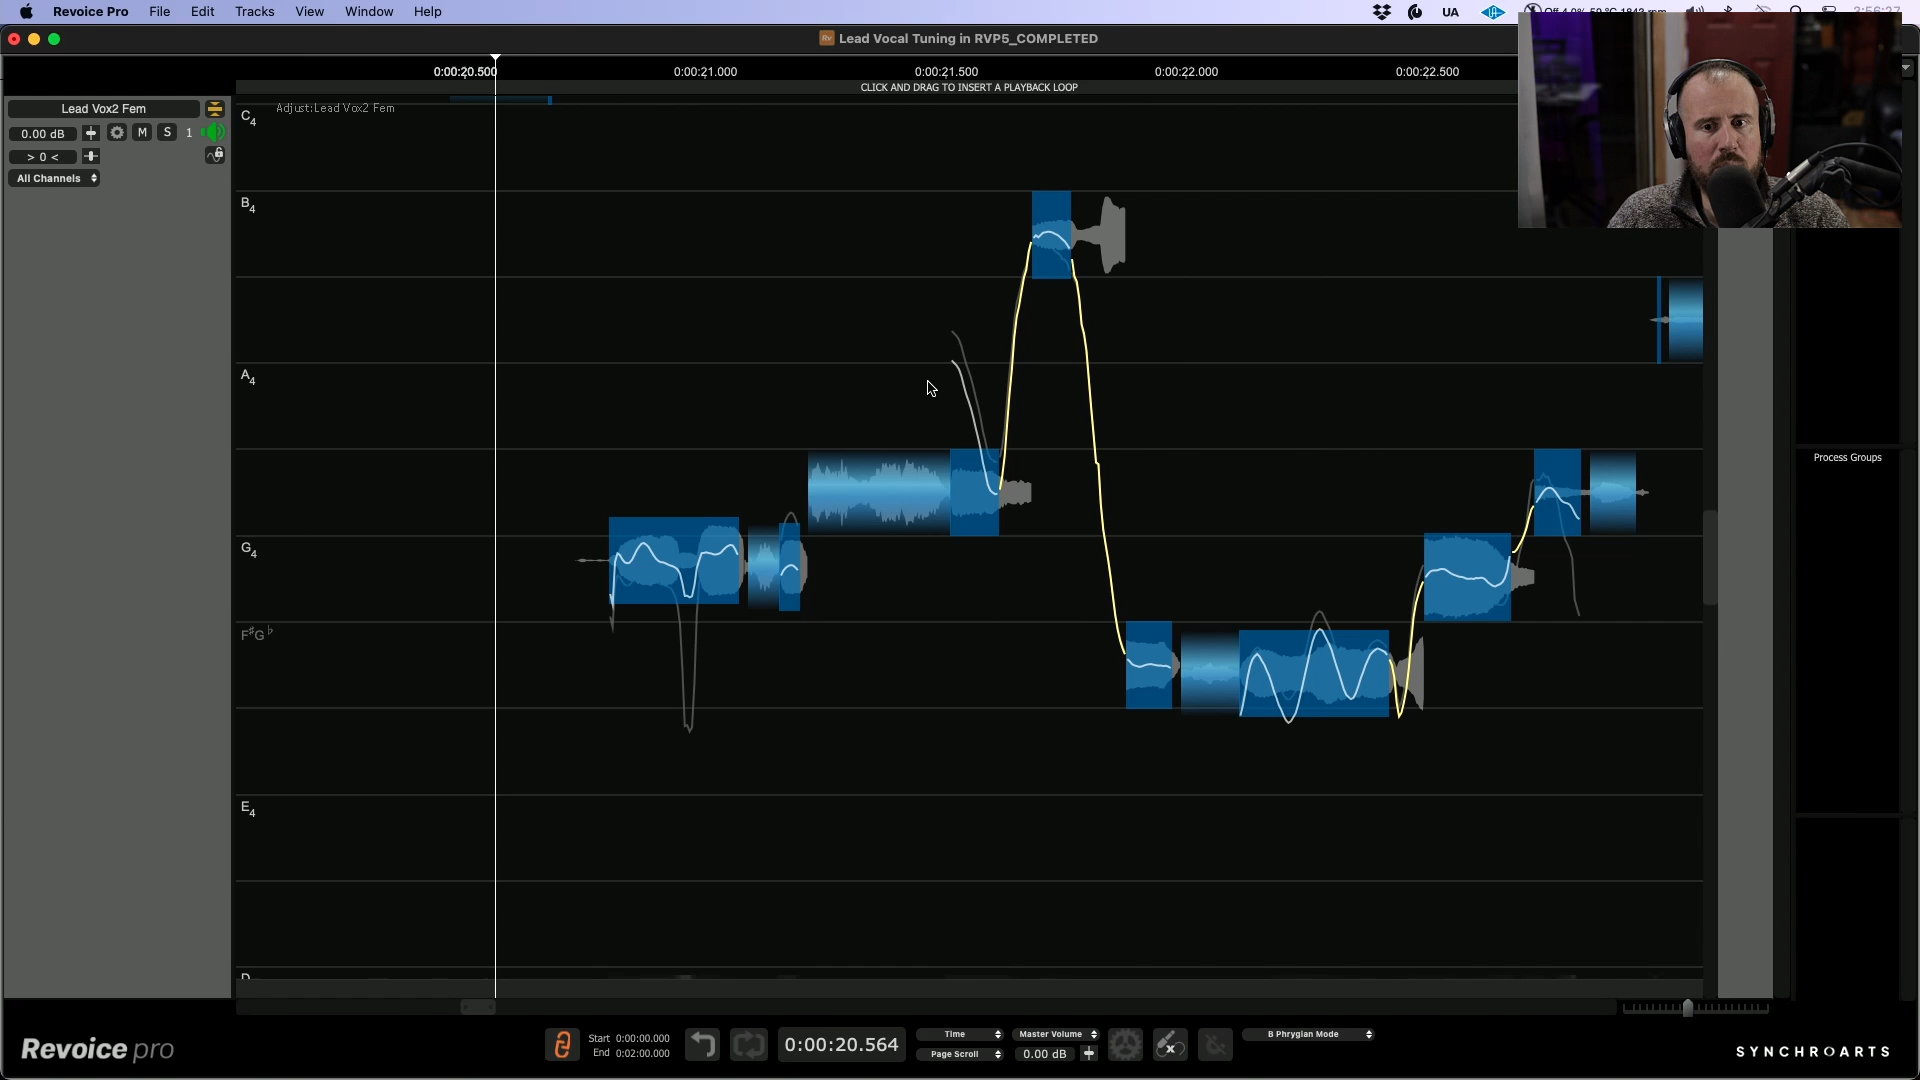 Revoice Pro File Edit Tracks View Window Help
UA
Lead Vocal Tuning in RVP5_COMPLETED
0:00:20.500 0:00:21.000 0:00:21.500 0:00:22.000 0:00:22.500
CLICK AND DRAG TO INSERT A PLAYBACK LOOP
Lead Vox2 Fem
Adjust:Lead Vox2 Fem
0.00 dB M S 1
> 0 <
All Channels
C4
B4
A4
G4
F♯G♭
E4
Process Groups
Revoice pro
Start 0:00:00.000
End 0:02:00.000
0:00:20.564
Time
Page Scroll
Master Volume
0.00 dB
B Phrygian Mode
SYNCHROARTS